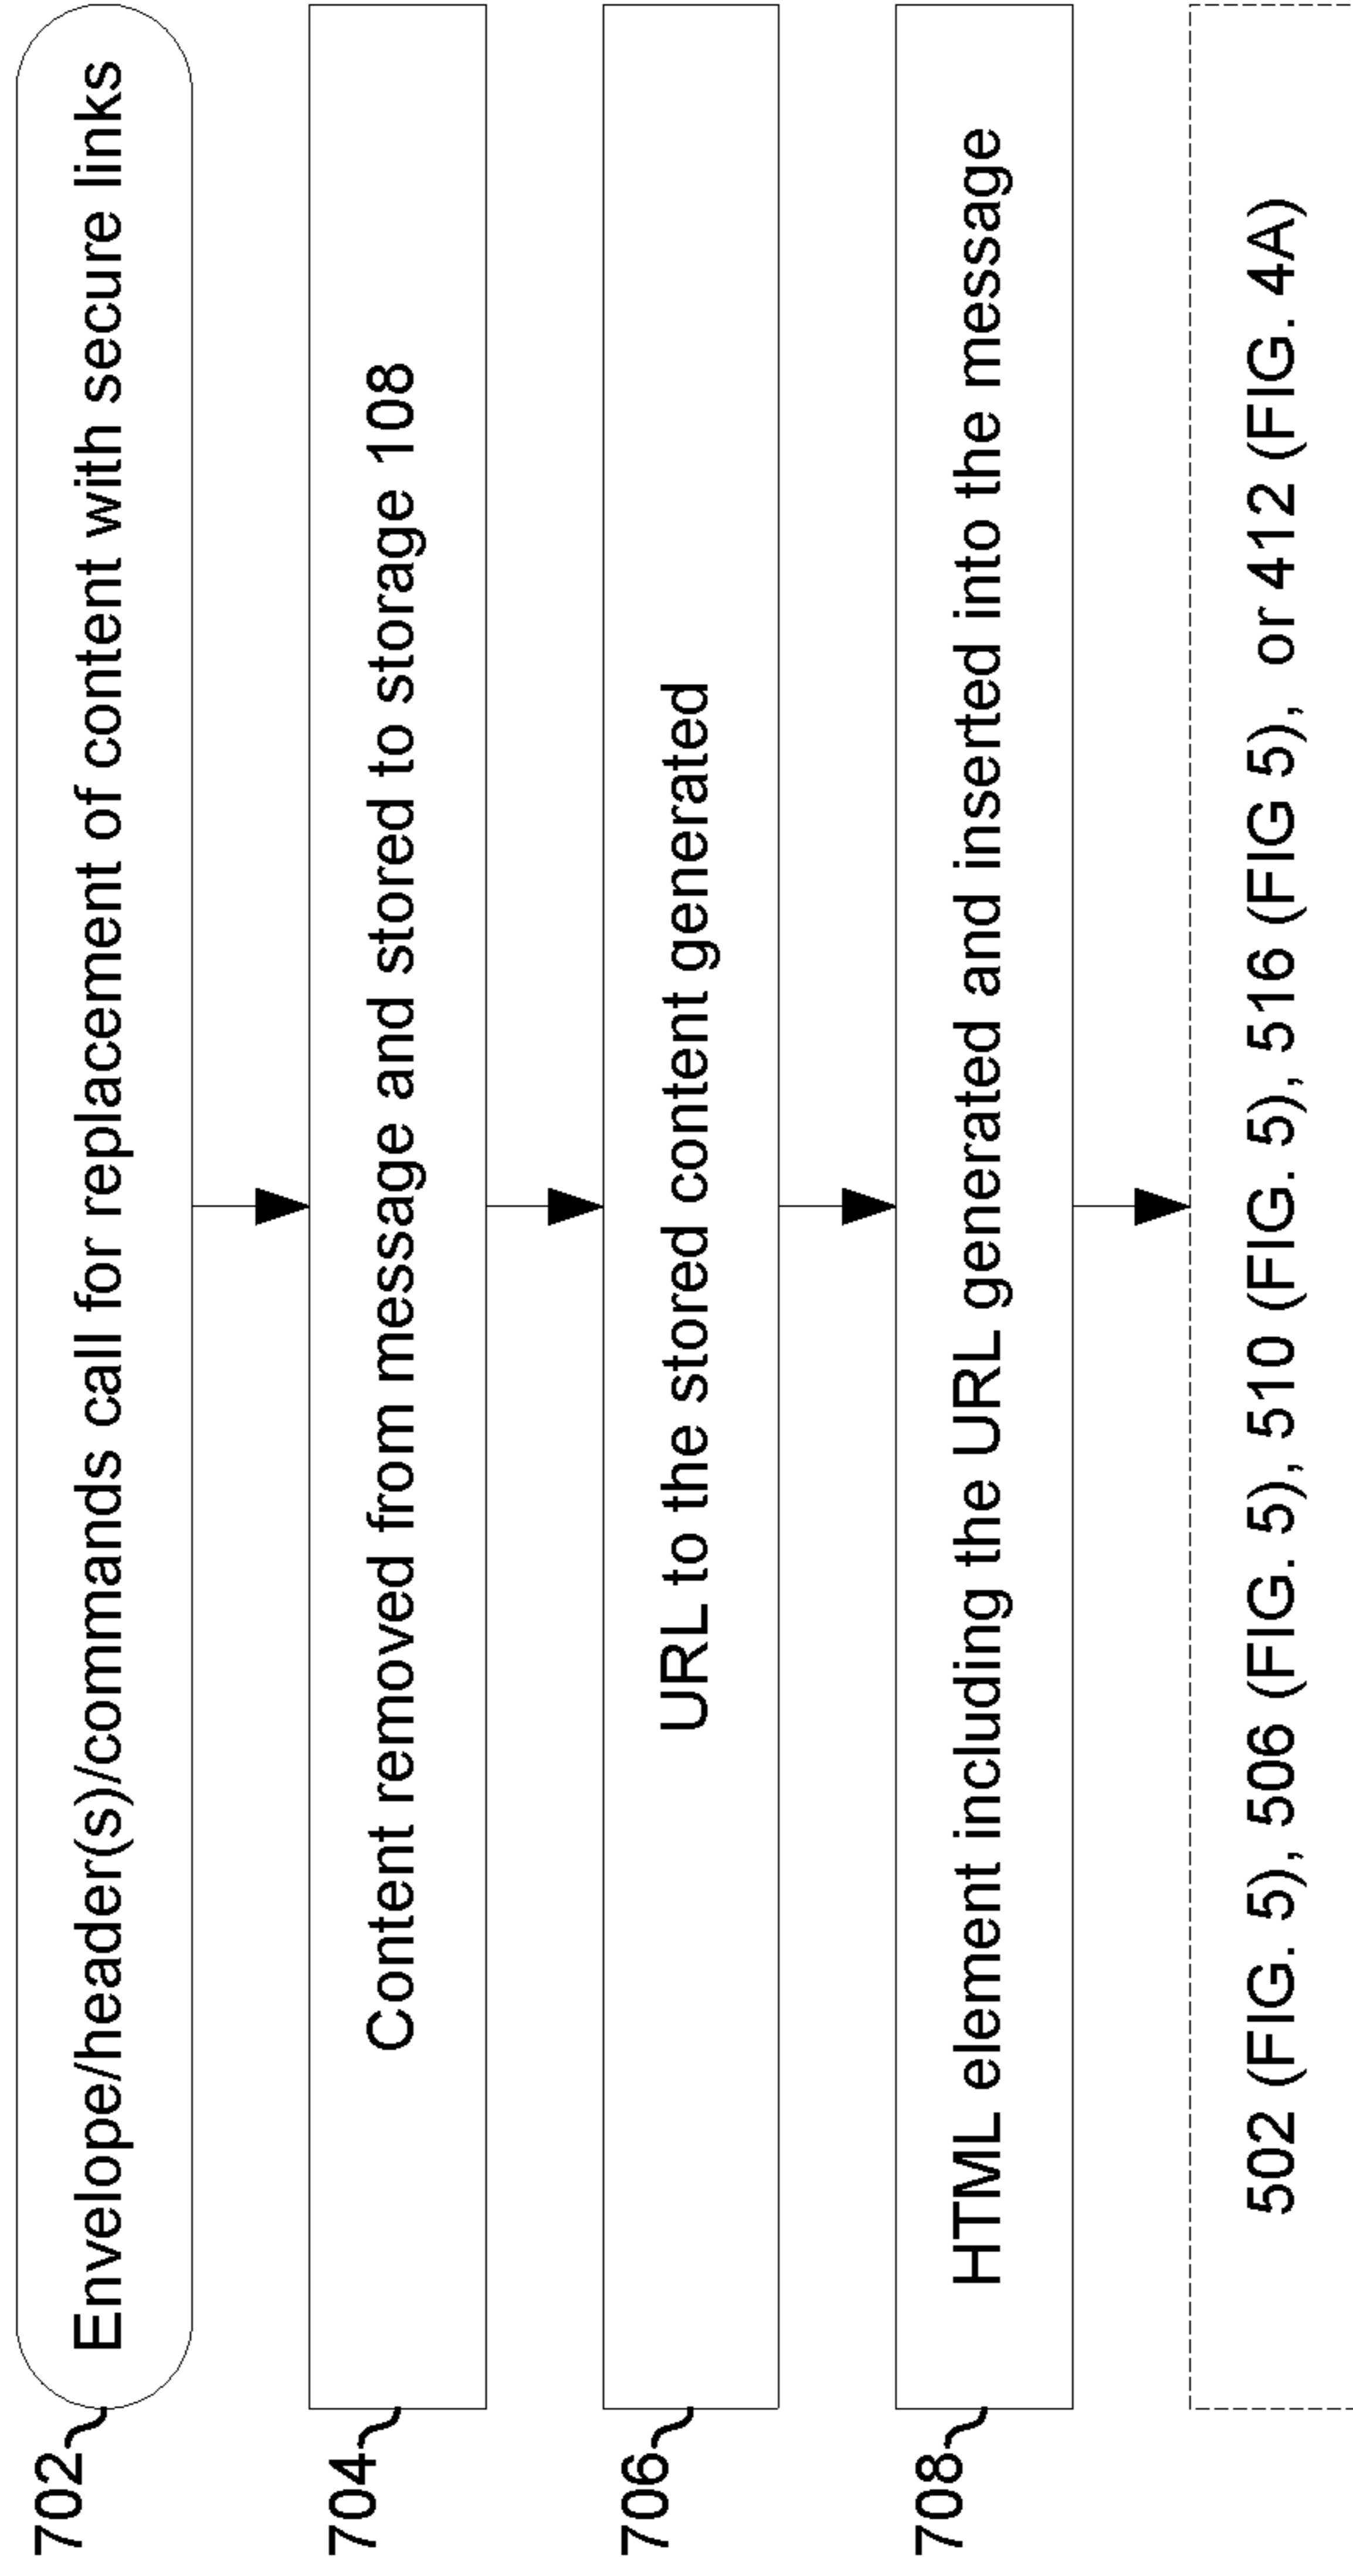 702
Envelope/header(s)/commands call for replacement of content with secure links
704
Content removed from message and stored to storage 108
706
URL to the stored content generated
708
HTML element including the URL generated and inserted into the message
502 (FIG. 5), 506 (FIG. 5), 510 (FIG. 5), 516 (FIG 5), or 412 (FIG. 4A)